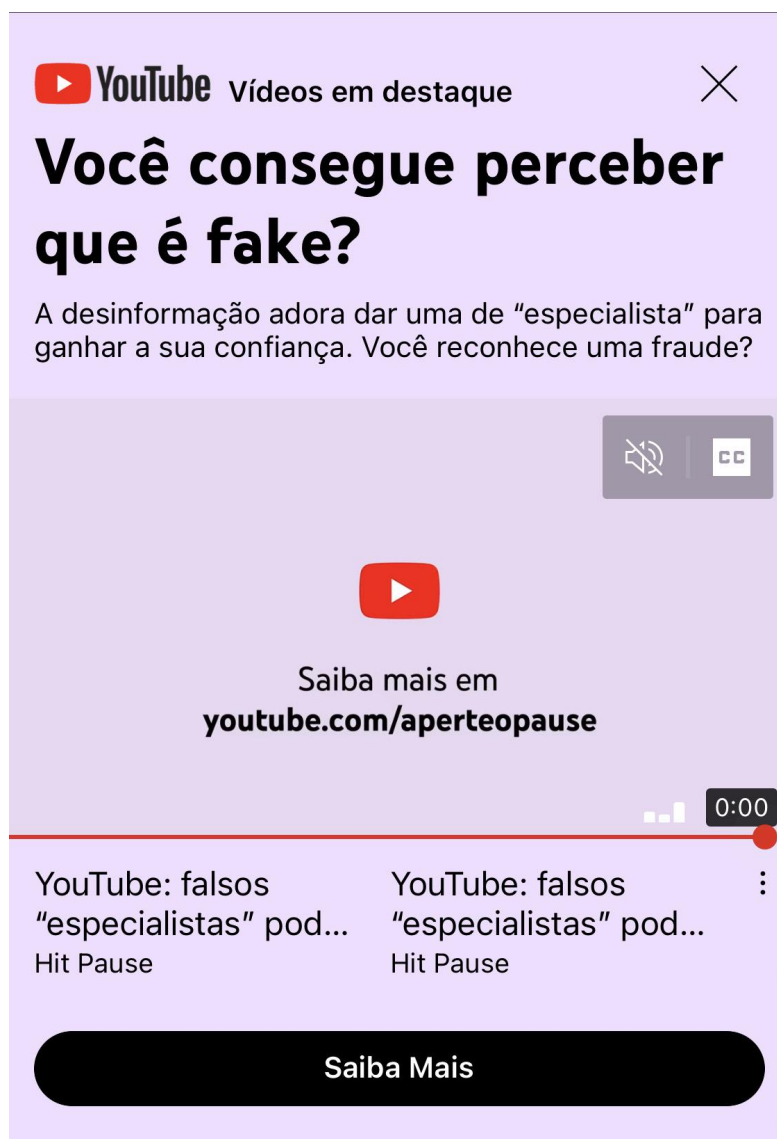 YouTube Vídeos em destaque
Você consegue perceber
que é fake?
A desinformação adora dar uma de “especialista” para
ganhar a sua confiança. Você reconhece uma fraude?
CC
Saiba mais em
youtube.com/aperteopause
0:00
YouTube: falsos
“especialistas” pod...
Hit Pause
YouTube: falsos
“especialistas” pod...
Hit Pause
Saiba Mais